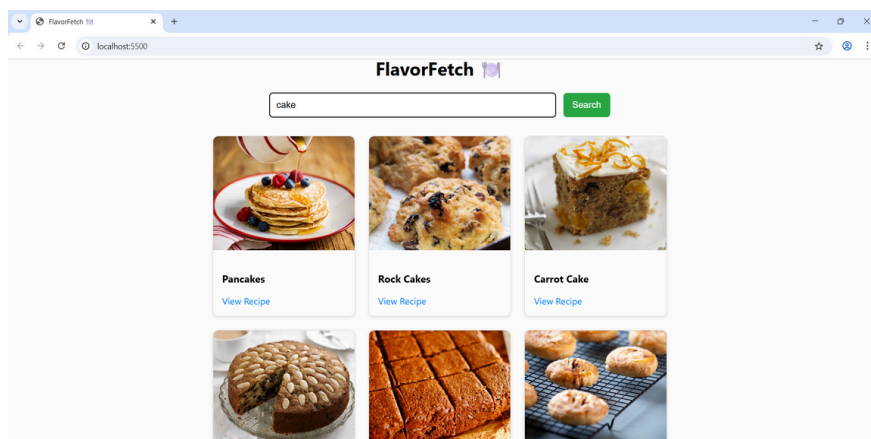 FlavorFetch 🍽
localhost:5500
FlavorFetch 🍽
cake
Search
Pancakes
Rock Cakes
Carrot Cake
View Recipe
View Recipe
View Recipe